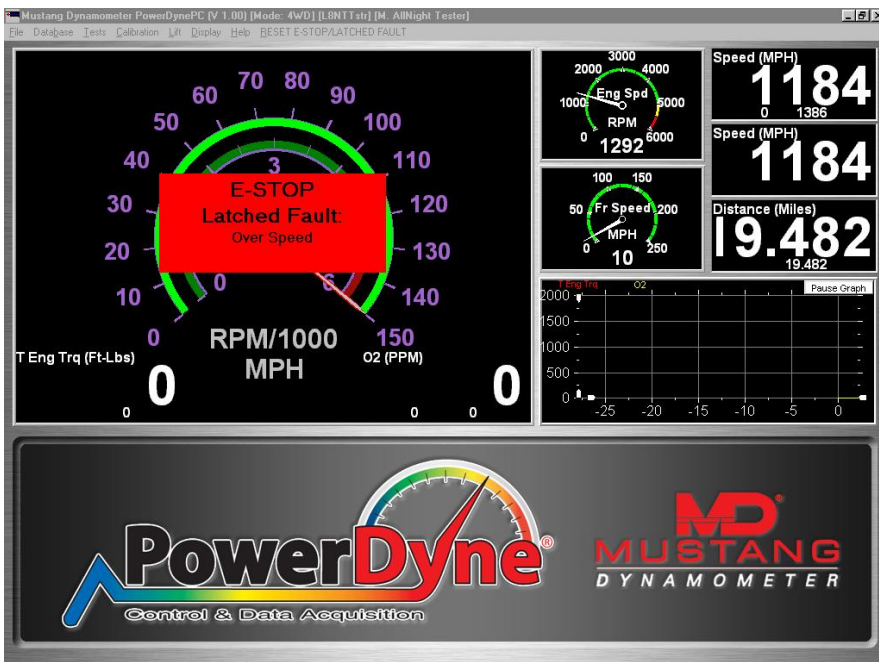 Mustang Dynamometer PowerDynePC (V 1.00) [Mode: 4WD] [L8NTTstr] [M. AllNight Tester]
File Database Tests Calibration Lift Display Help RESET E-STOP/LATCHED FAULT
0
10
20
30
40
50
60
70
80
90
100
110
120
130
140
150
0
3
6
E-STOP
Latched Fault:
Over Speed
RPM/1000
MPH
T Eng Trq (Ft-Lbs)
0
0
O2 (PPM)
0
0
0
0
1000
2000
3000
4000
5000
6000
Eng Spd
RPM
1292
0
50
100
150
200
250
Fr Speed
MPH
10
Speed (MPH)
1184
0 1386
Speed (MPH)
1184
Distance (Miles)
19.482
19.482
T Eng Trq O2 Pause Graph
2000
1500
1000
500
0
-25 -20 -15 -10 -5 0
PowerDyne®
Control & Data Acquisition
MD®
MUSTANG
DYNAMOMETER